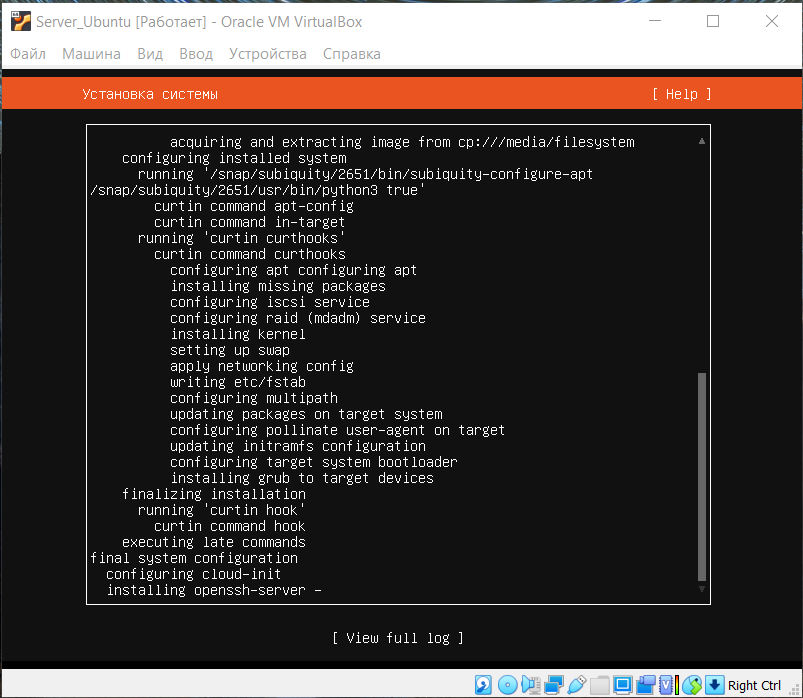 Server_Ubuntu [Работает] - Oracle VM VirtualBox
Файл Машина Вид Ввод Устройства Справка
Установка системы [ Help ]
acquiring and extracting image from cp:///media/filesystem
configuring installed system
running '/snap/subiquity/2651/bin/subiquity-configure-apt
/snap/subiquity/2651/usr/bin/python3 true'
curtin command apt-config
curtin command in-target
running 'curtin curthooks'
curtin command curthooks
configuring apt configuring apt
installing missing packages
configuring iscsi service
configuring raid (mdadm) service
installing kernel
setting up swap
apply networking config
writing etc/fstab
configuring multipath
updating packages on target system
configuring pollinate user-agent on target
updating initramfs configuration
configuring target system bootloader
installing grub to target devices
finalizing installation
running 'curtin hook'
curtin command hook
executing late commands
final system configuration
configuring cloud-init
installing openssh-server -
[ View full log ]
Right Ctrl